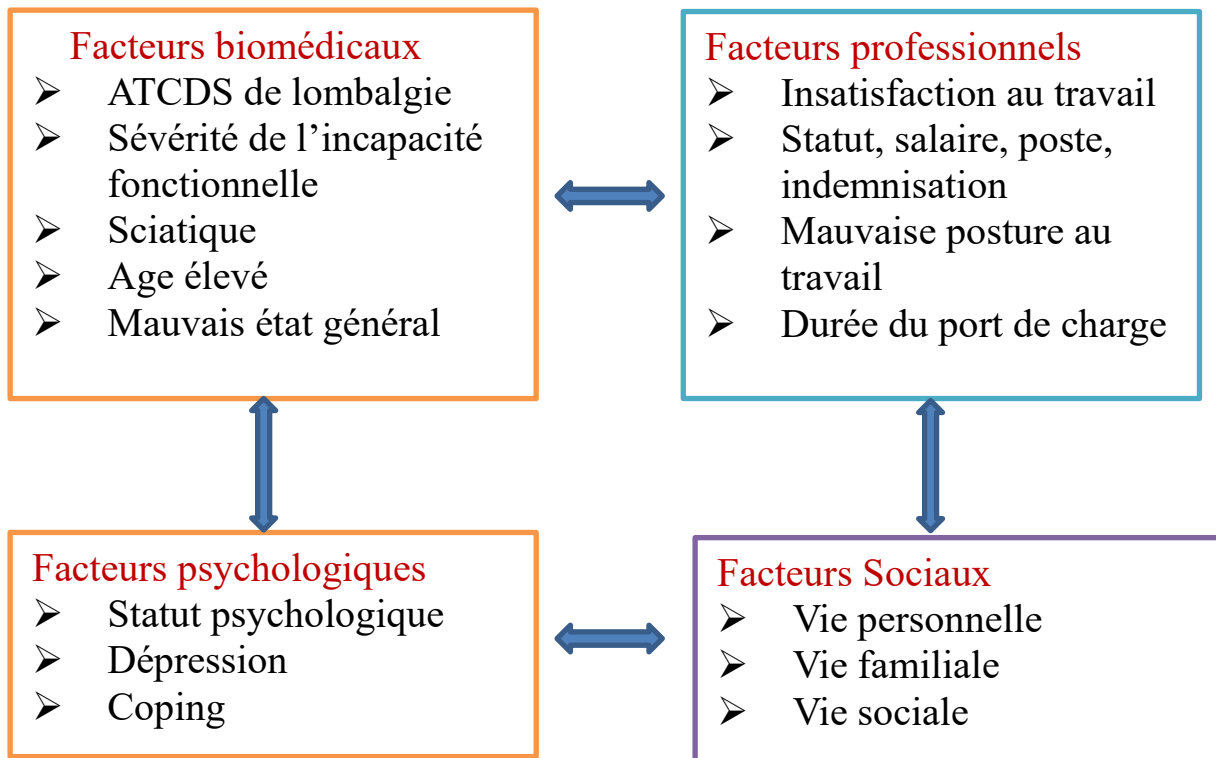 Facteurs biomédicaux
➢ ATCDS de lombalgie
➢ Sévérité de l’incapacité
fonctionnelle
➢ Sciatique
➢ Age élevé
➢ Mauvais état général
Facteurs professionnels
➢ Insatisfaction au travail
➢ Statut, salaire, poste,
indemnisation
➢ Mauvaise posture au
travail
➢ Durée du port de charge
Facteurs psychologiques
➢ Statut psychologique
➢ Dépression
➢ Coping
Facteurs Sociaux
➢ Vie personnelle
➢ Vie familiale
➢ Vie sociale